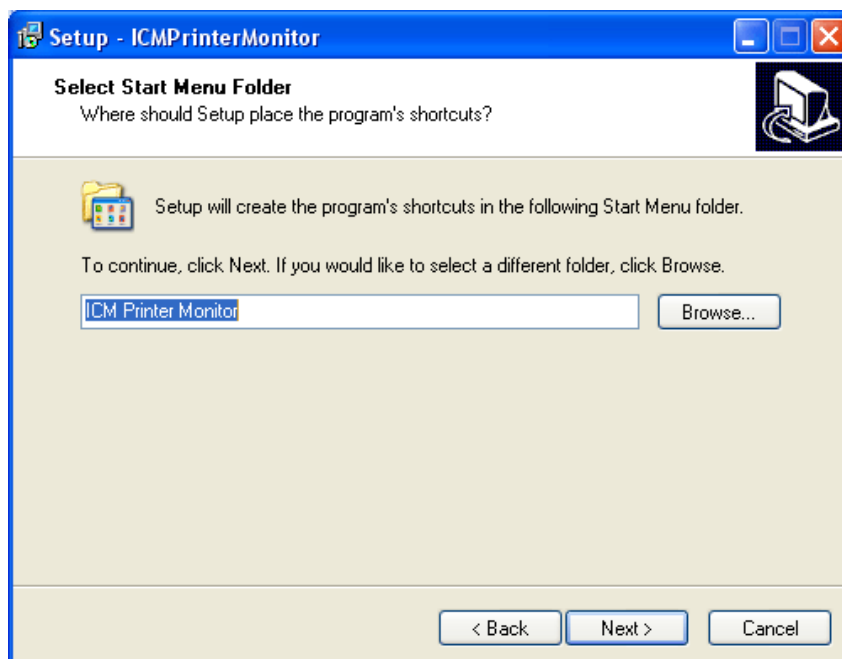 Setup - ICMPrinterMonitor
Select Start Menu Folder
Where should Setup place the program's shortcuts?
Setup will create the program's shortcuts in the following Start Menu folder.
To continue, click Next. If you would like to select a different folder, click Browse.
ICM Printer Monitor
Browse...
< Back
Next >
Cancel